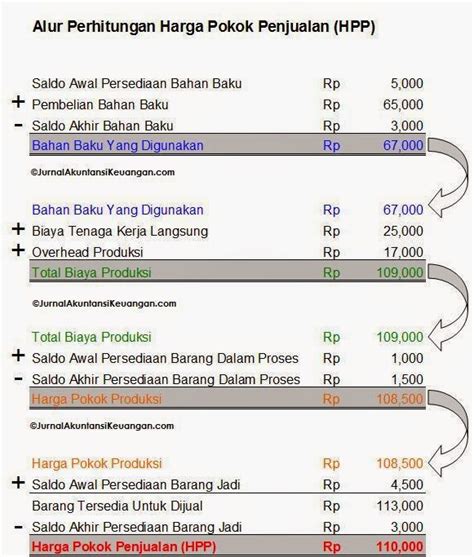 Alur Perhitungan Harga Pokok Penjualan (HPP)
Saldo Awal Persediaan Bahan Baku Rp 5,000
+ Pembelian Bahan Baku Rp 65,000
- Saldo Akhir Bahan Baku Rp 3,000
Bahan Baku Yang Digunakan Rp 67,000
©JurnalAkuntansiKeuangan.com
Bahan Baku Yang Digunakan Rp 67,000
+ Biaya Tenaga Kerja Langsung Rp 25,000
+ Overhead Produksi Rp 17,000
Total Biaya Produksi Rp 109,000
©JurnalAkuntansiKeuangan.com
Total Biaya Produksi Rp 109,000
+ Saldo Awal Persediaan Barang Dalam Proses Rp 1,000
- Saldo Akhir Persediaan Barang Dalam Proses Rp 1,500
Harga Pokok Produksi Rp 108,500
©JurnalAkuntansiKeuangan.com
Harga Pokok Produksi Rp 108,500
+ Saldo Awal Persediaan Barang Jadi Rp 4,500
Barang Tersedia Untuk Dijual Rp 113,000
- Saldo Akhir Persediaan Barang Jadi Rp 3,000
Harga Pokok Penjualan (HPP) Rp 110,000